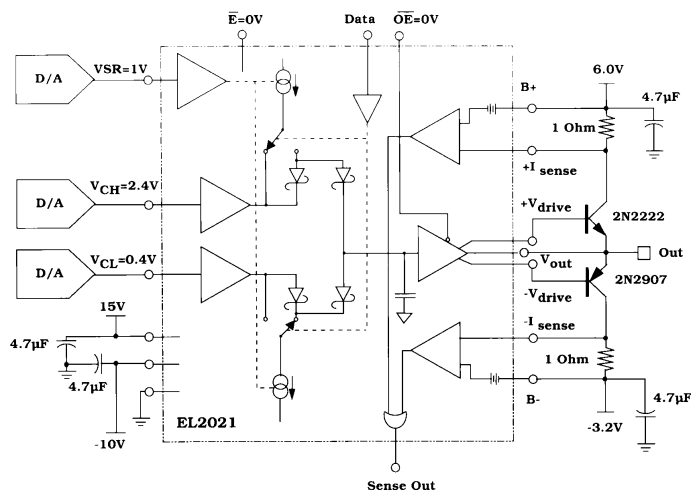 E=0V
Data
OE=0V
D/A
VSR=1V
B+
6.0V
4.7µF
1 Ohm
+I sense
D/A
VCH=2.4V
+Vdrive
2N2222
Out
D/A
VCL=0.4V
Vout
2N2907
-Vdrive
15V
-I sense
4.7µF
1 Ohm
4.7µF
4.7µF
B-
-10V
EL2021
-3.2V
Sense Out